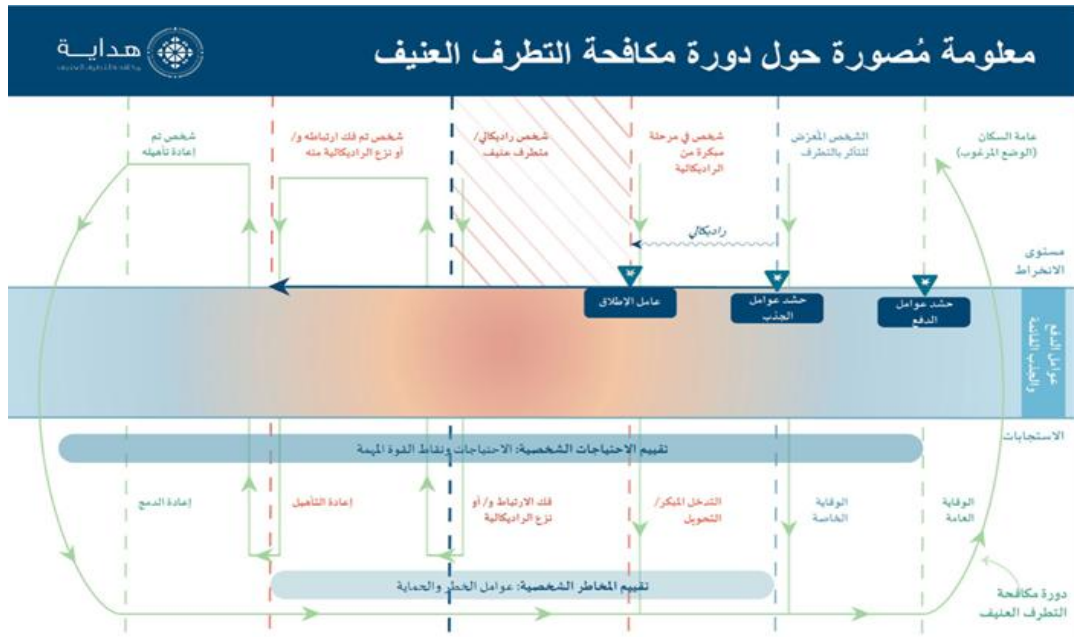 معلومة مُصورة حول دورة مكافحة التطرف العنيف
هدايــة
عامة السكان
(الوضع المرغوب)
الشخص المعرّض
للتأثر بالتطرف
شخص في مرحلة
مبكرة من
الراديكالية
شخص راديكالي/
متطرف عنيف
شخص تم فك ارتباطه و/
أو نزع الراديكالية منه
شخص تم
إعادة تأهيله
راديكالي
مستوى
الانخراط
حشد عوامل
الدفع
حشد عوامل
الجذب
عامل الإطلاق
عوامل الدفع
والجذب القائمة
الاستجابات
تقييم الاحتياجات الشخصية: الاحتياجات ونقاط القوة المهمة
الوقاية
العامة
الوقاية
الخاصة
التدخل المبكر/
التحويل
فك الارتباط و/ أو
نزع الراديكالية
إعادة التأهيل
إعادة الدمج
تقييم المخاطر الشخصية: عوامل الخطر والحماية
دورة مكافحة
التطرف العنيف